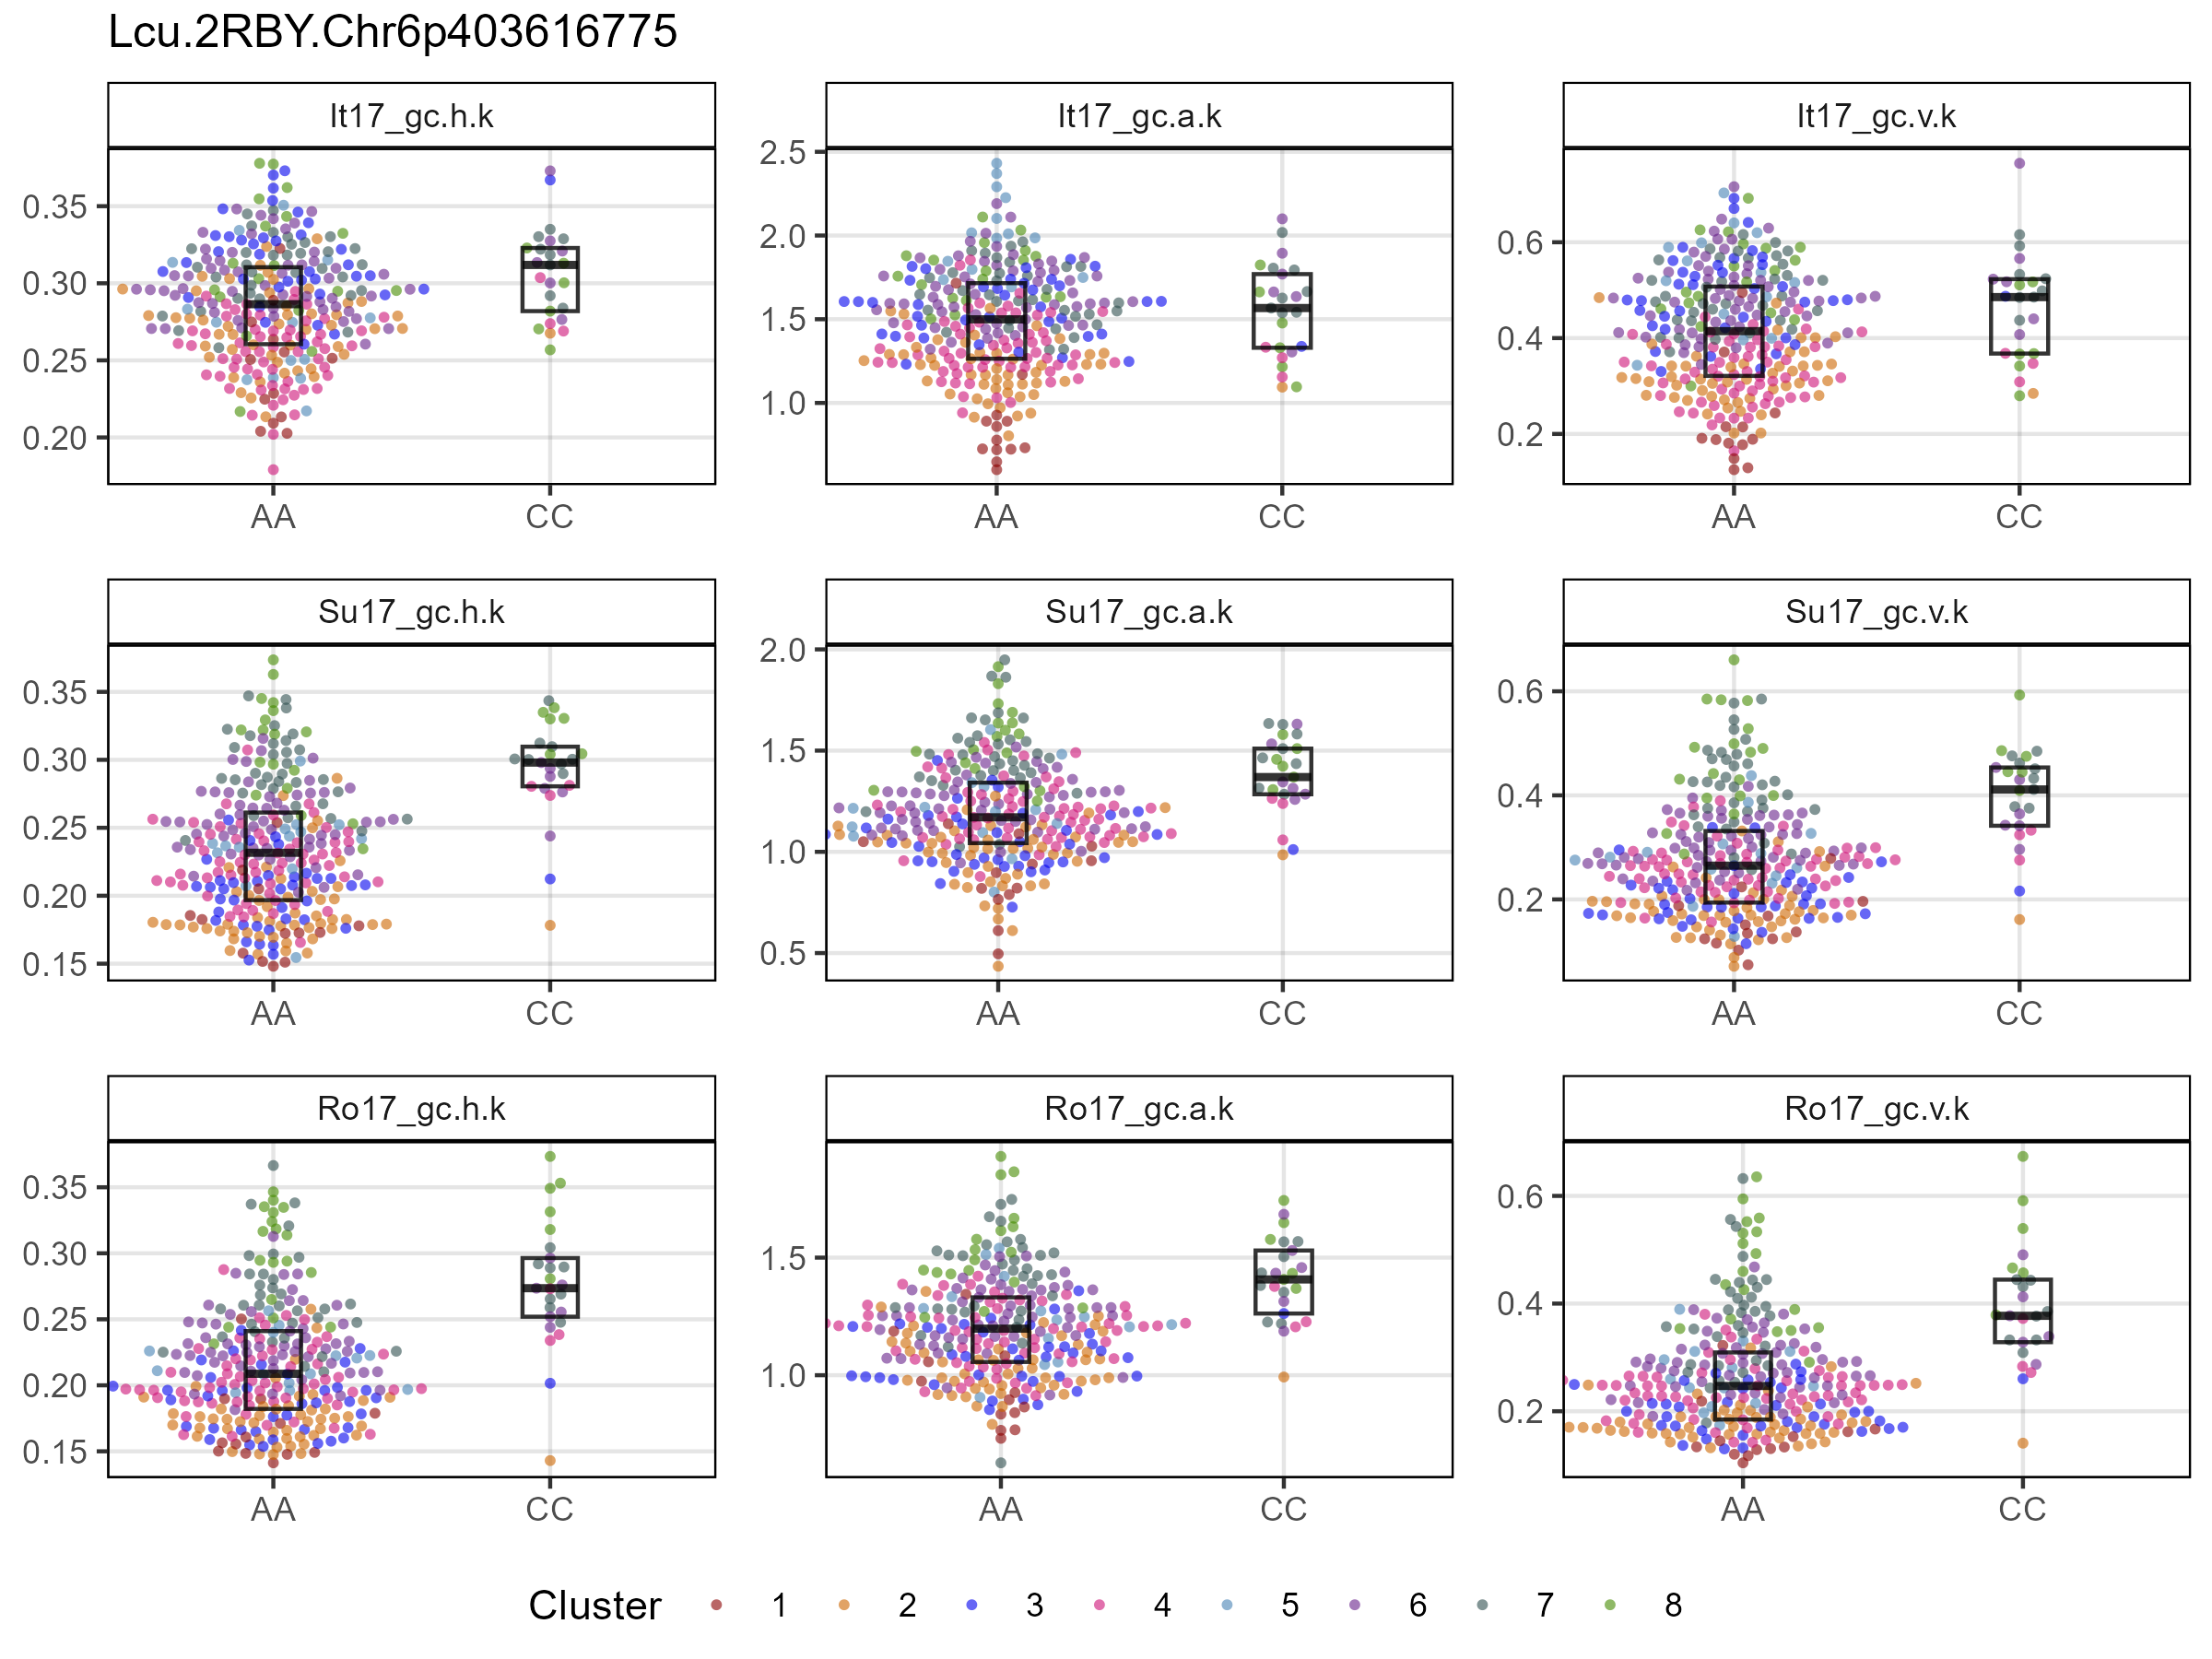 Lcu.2RBY.Chr6p403616775
It17_gc.h.k
It17_gc.a.k
It17_gc.v.k
0.35
0.30
0.25
0.20
AA
CC
2.5
2.0
1.5
1.0
AA
CC
0.6
0.4
0.2
AA
CC
Su17_gc.h.k
Su17_gc.a.k
Su17_gc.v.k
0.35
0.30
0.25
0.20
0.15
AA
CC
2.0
1.5
1.0
0.5
AA
CC
0.6
0.4
0.2
AA
CC
Ro17_gc.h.k
Ro17_gc.a.k
Ro17_gc.v.k
0.35
0.30
0.25
0.20
0.15
AA
CC
1.5
1.0
AA
CC
0.6
0.4
0.2
AA
CC
Cluster 1 2 3 4 5 6 7 8